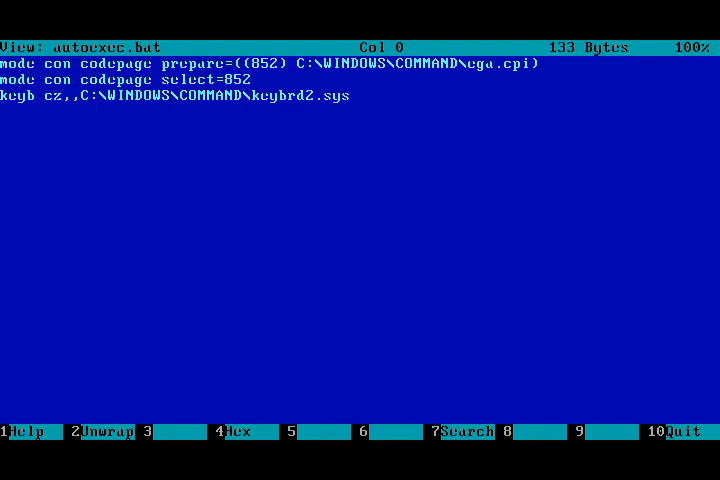 View: autoexec.bat Col 0 133 Bytes 100%
mode con codepage prepare=((852) C:\WINDOWS\COMMAND\ega.cpi)
mode con codepage select=852
keyb cz,,C:\WINDOWS\COMMAND\keybrd2.sys
1Help 2Unwrap 3 4Hex 5 6 7Search 8 9 10Quit